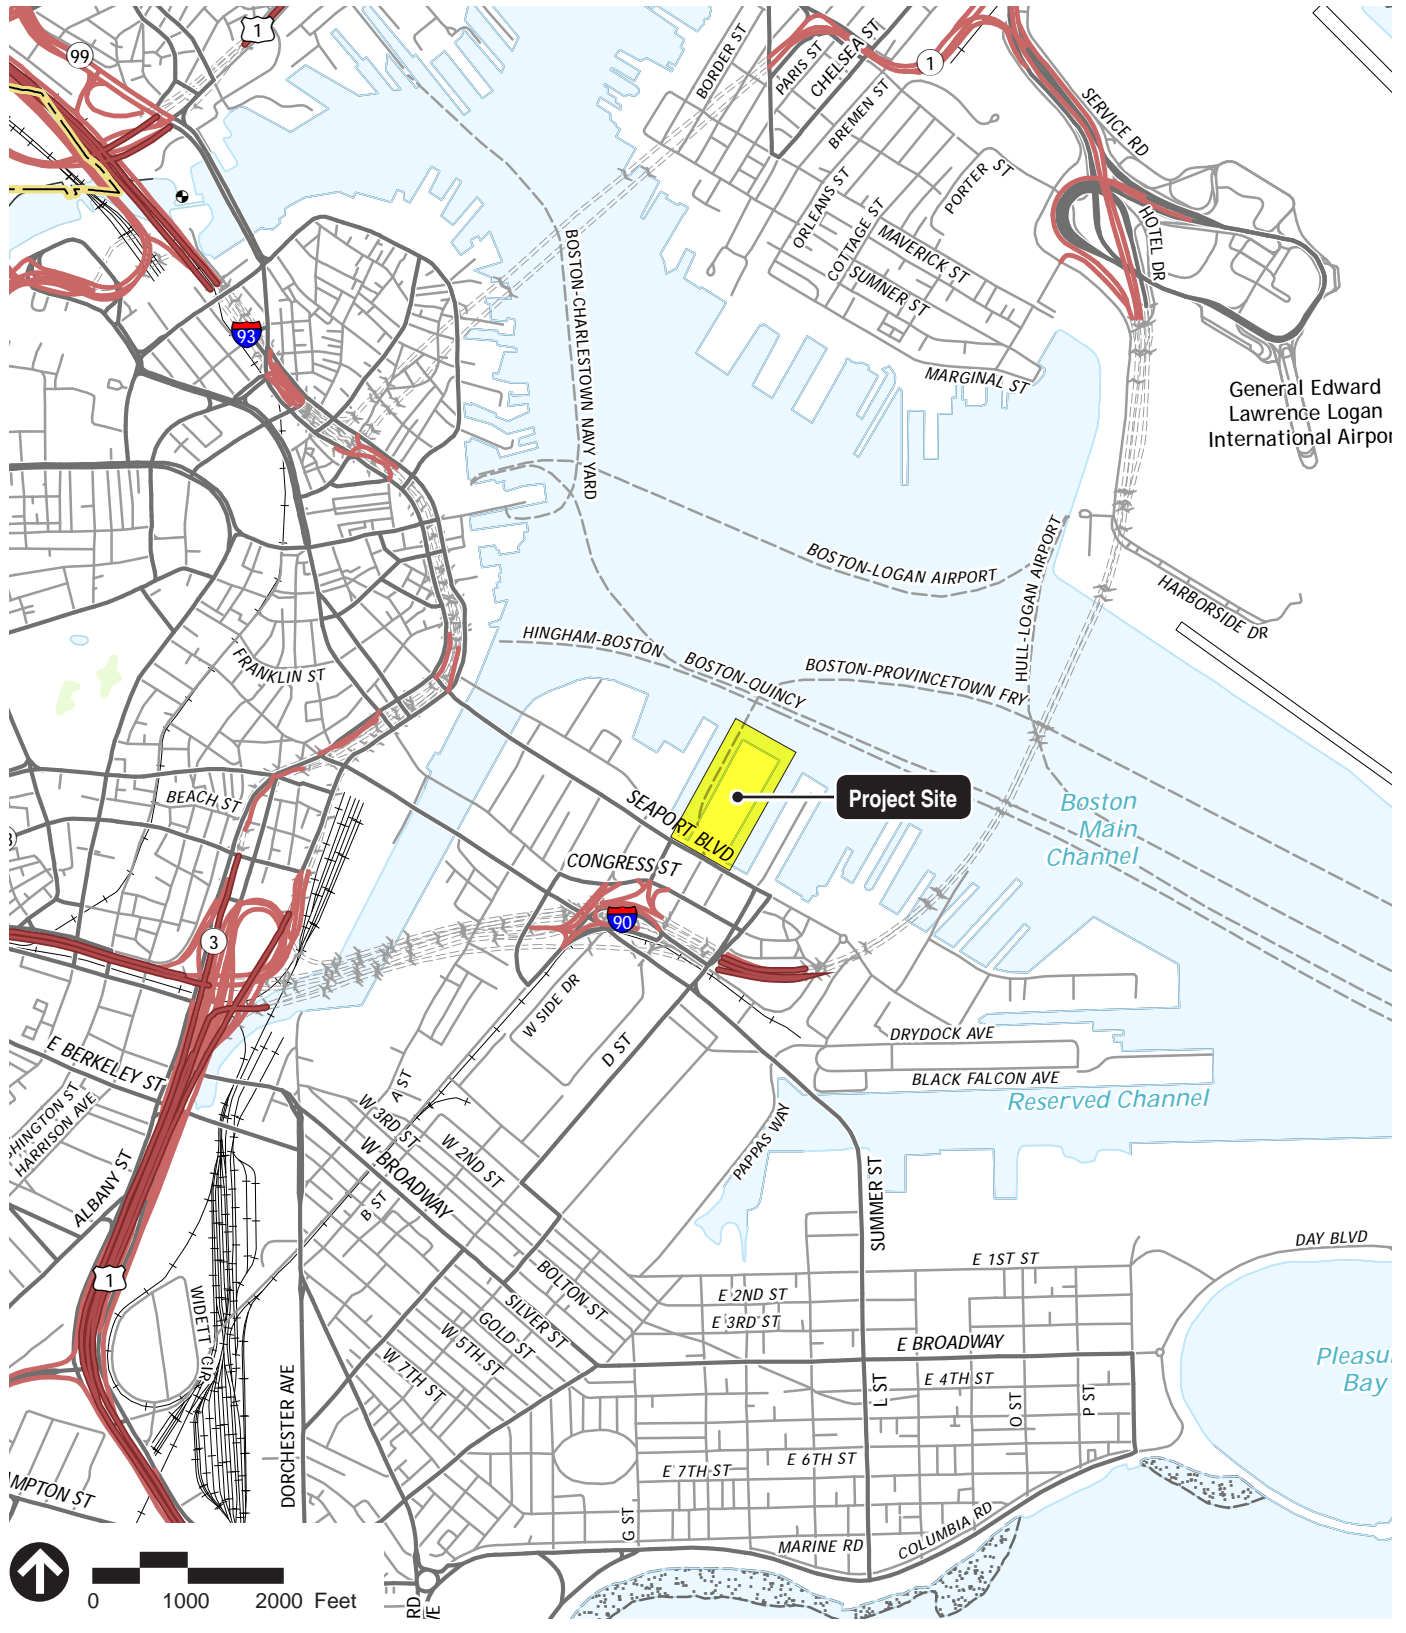 1
99
BORDER ST
PARIS ST
CHELSEA ST
1
BREMEN ST
SERVICE RD
PORTER ST
ORLEANS ST
COTTAGE ST
MAVERICK ST
SUMNER ST
HOTEL DR
BOSTON-CHARLESTOWN NAVY YARD
93
MARGINAL ST
General Edward
Lawrence Logan
International Airpor
BOSTON-LOGAN AIRPORT
HULL-LOGAN AIRPORT
HARBORSIDE DR
HINGHAM-BOSTON
BOSTON-QUINCY
BOSTON-PROVINCETOWN FRY
FRANKLIN ST
BEACH ST
SEAPORT BLVD
Project Site
Boston
Main
Channel
CONGRESS ST
90
3
W SIDE DR
D ST
DRYDOCK AVE
BLACK FALCON AVE
Reserved Channel
E BERKELEY ST
A ST
W 3RD ST
W 2ND ST
W BROADWAY
PAPPAS WAY
SHINGTON ST
HARRISON AVE
ALBANY ST
B ST
SUMMER ST
DAY BLVD
E 1ST ST
1
WIDETT CIR
BOLTON ST
SILVER ST
GOLD ST
W 5TH ST
W 7TH ST
E 2ND ST
E 3RD ST
E BROADWAY
E 4TH ST
L ST
O ST
P ST
Pleasu
Bay
DORCHESTER AVE
E 6TH ST
E 7TH ST
G ST
MARINE RD
COLUMBIA RD
MPTON ST
0 1000 2000 Feet
RD
VE